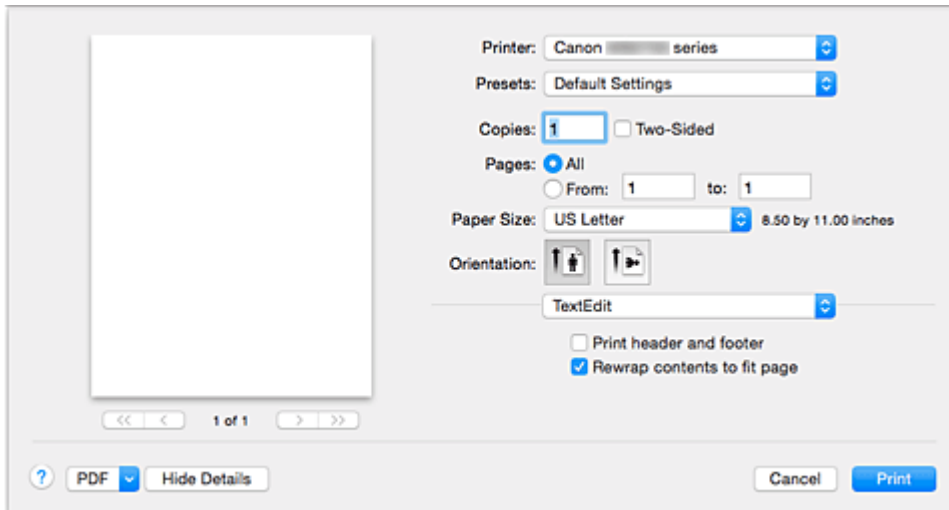 Printer: Canon series
Presets: Default Settings
Copies: 1 Two-Sided
Pages: All
From: 1 to: 1
Paper Size: US Letter 8.50 by 11.00 inches
Orientation:
TextEdit
Print header and footer
Rewrap contents to fit page
<< < 1 of 1 > >>
? PDF Hide Details Cancel Print